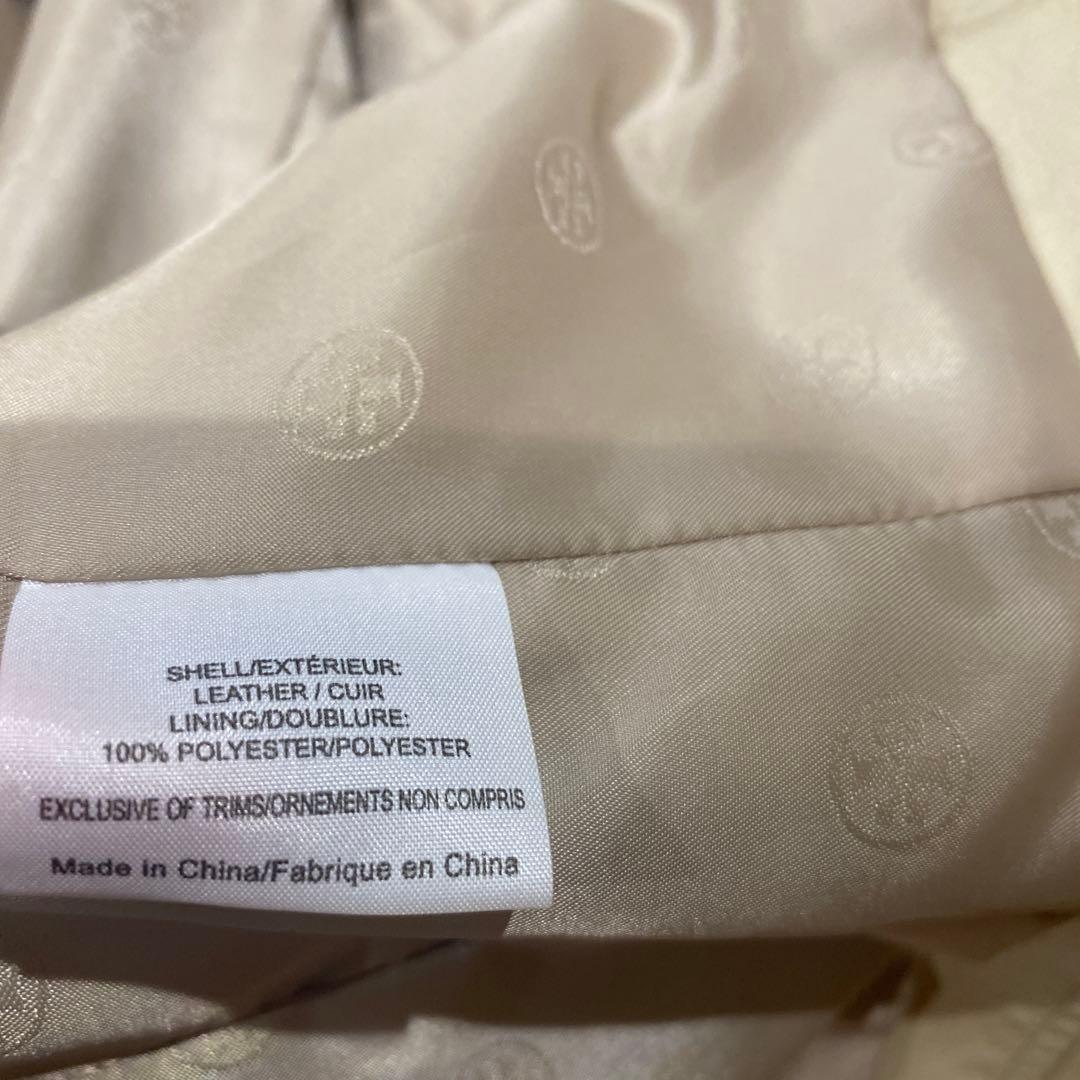 SHELL/EXTÉRIEUR:
LEATHER / CUIR
LINING/DOUBLURE:
100% POLYESTER/POLYESTER
EXCLUSIVE OF TRIMS/ORNEMENTS NON COMPRIS
Made in China/Fabrique en China